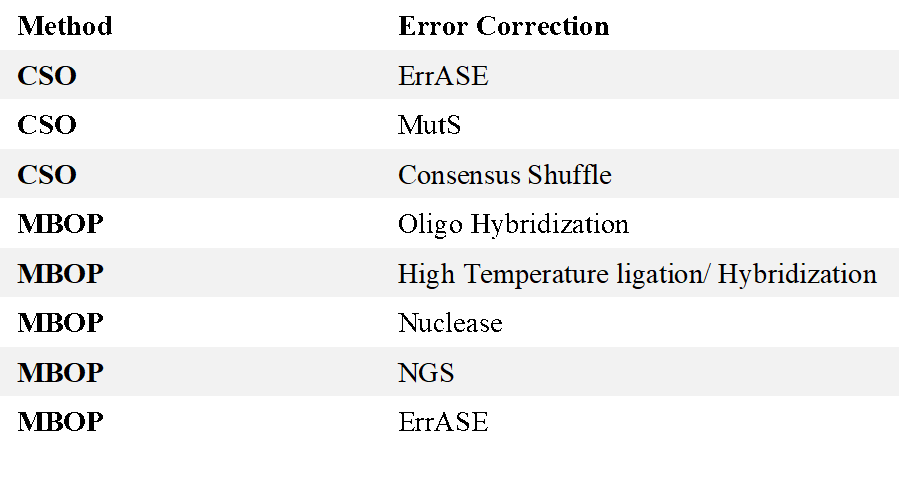 Method Error Correction
CSO ErrASE
CSO MutS
CSO Consensus Shuffle
MBOP Oligo Hybridization
MBOP High Temperature ligation/ Hybridization
MBOP Nuclease
MBOP NGS
MBOP ErrASE